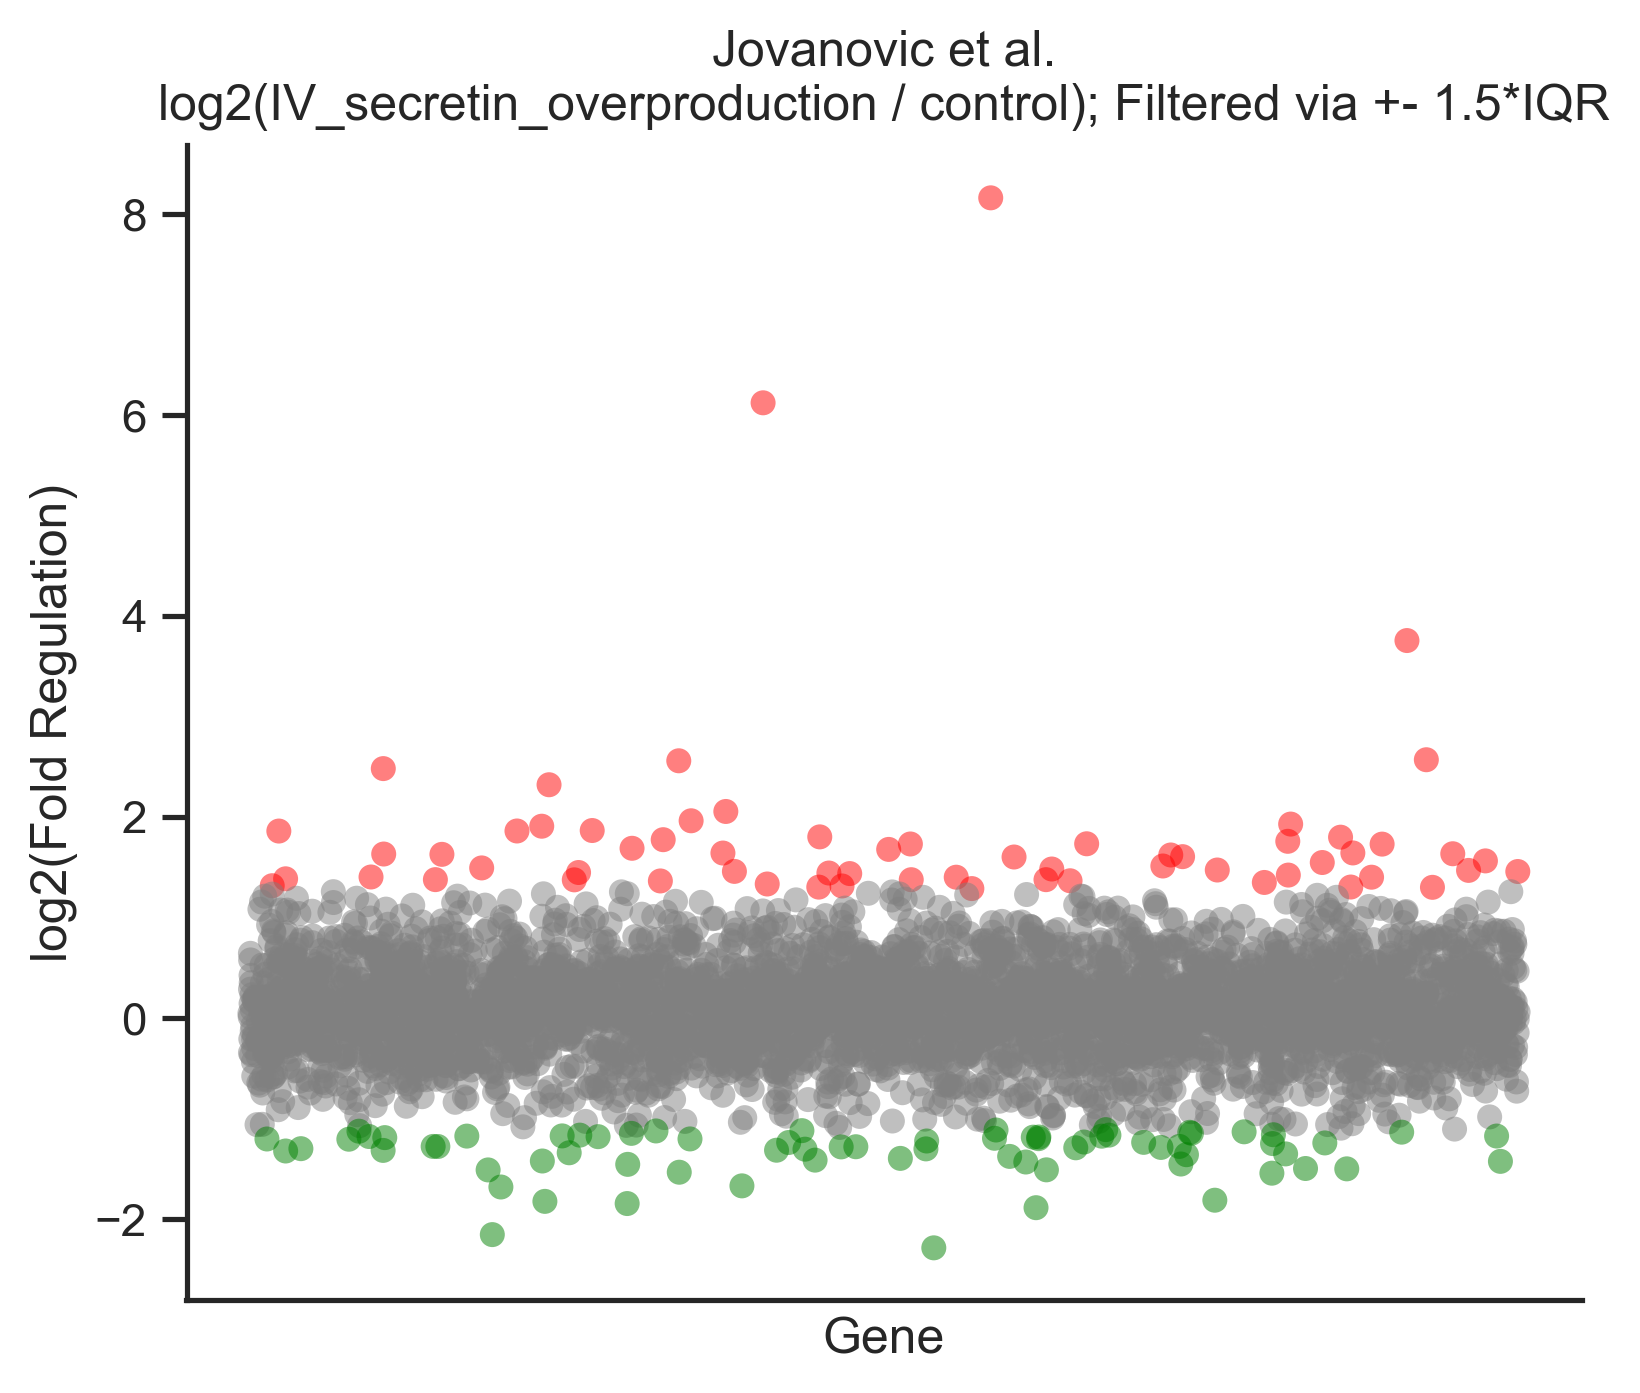 Jovanovic et al.
log2(IV_secretin_overproduction / control); Filtered via +- 1.5*IQR
log2(Fold Regulation)
8
6
4
2
0
−2
Gene